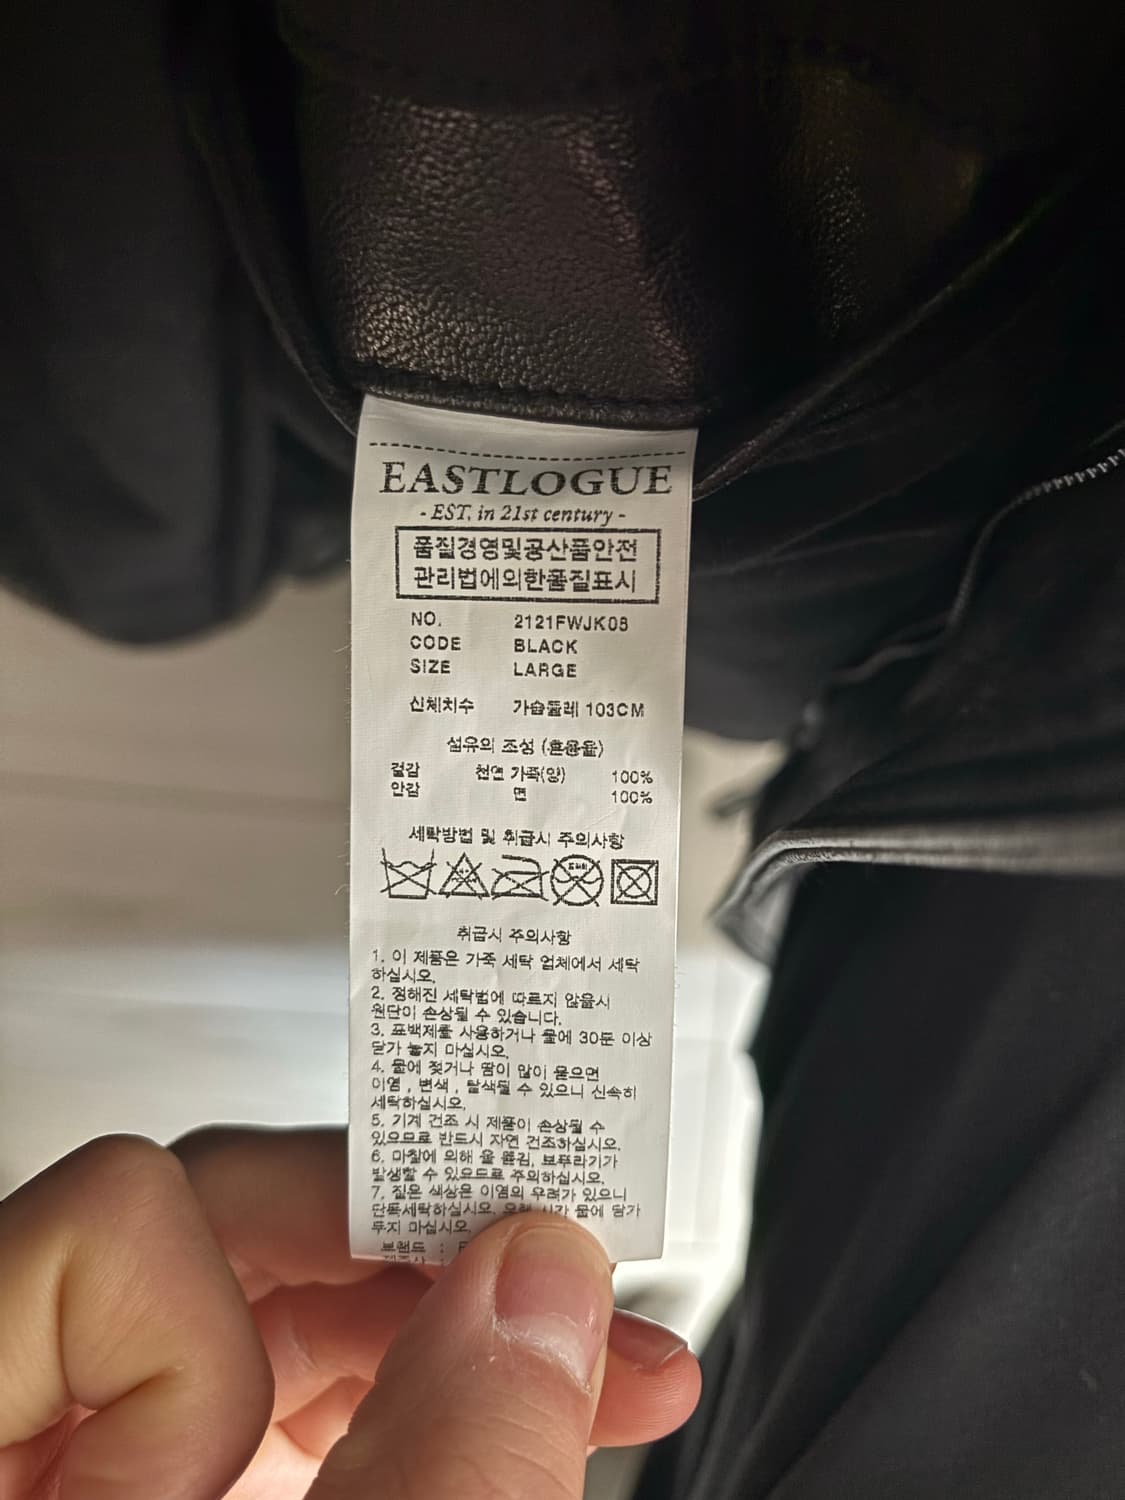 EASTLOGUE
- EST. in 21st century -
품질경영및공산품안전
관리법에의한품질표시
NO. 2121FWJK08
CODE BLACK
SIZE LARGE
신체치수 가슴둘레 103CM
섬유의 조성 (혼용율)
겉감 천연 가죽(양) 100%
안감 면 100%
세탁방법 및 취급시 주의사항
취급시 주의사항
1. 이 제품은 가죽 세탁 업체에서 세탁
하십시오.
2. 정해진 세탁법에 따르지 않을시
원단이 손상될 수 있습니다.
3. 표백제를 사용하거나 물에 30분 이상
담가 놓지 마십시오.
4. 물에 젖거나 땀이 많이 묻으면
이염 , 변색 , 탈색될 수 있으니 신속히
세탁하십시오.
5. 기계 건조 시 제품이 손상될 수
있으므로 반드시 자연 건조하십시오.
6. 마찰에 의해 올 뜯김, 보푸라기가
발생할 수 있으므로 주의하십시오.
7. 짙은 색상은 이염의 우려가 있으니
단독세탁하십시오. 시간 물에 담가
두지 마십시오.
브랜드 :